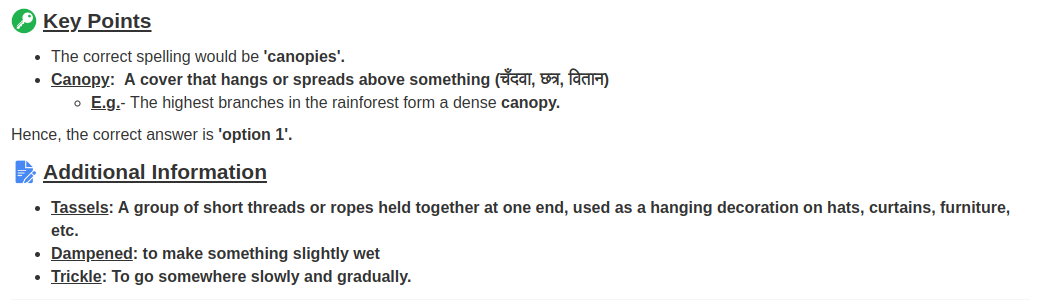 Key Points
The correct spelling would be 'canopies'.
Canopy: A cover that hangs or spreads above something (चँदवा, छत्र, वितान)
E.g.- The highest branches in the rainforest form a dense canopy.
Hence, the correct answer is 'option 1'.
Additional Information
Tassels: A group of short threads or ropes held together at one end, used as a hanging decoration on hats, curtains, furniture,
etc.
Dampened: to make something slightly wet
Trickle: To go somewhere slowly and gradually.